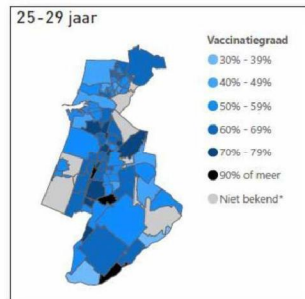 25-29 jaar
Vaccinatiegraad
30% - 39%
40% - 49%
50% - 59%
60% - 69%
70% - 79%
90% of meer
Niet bekend*